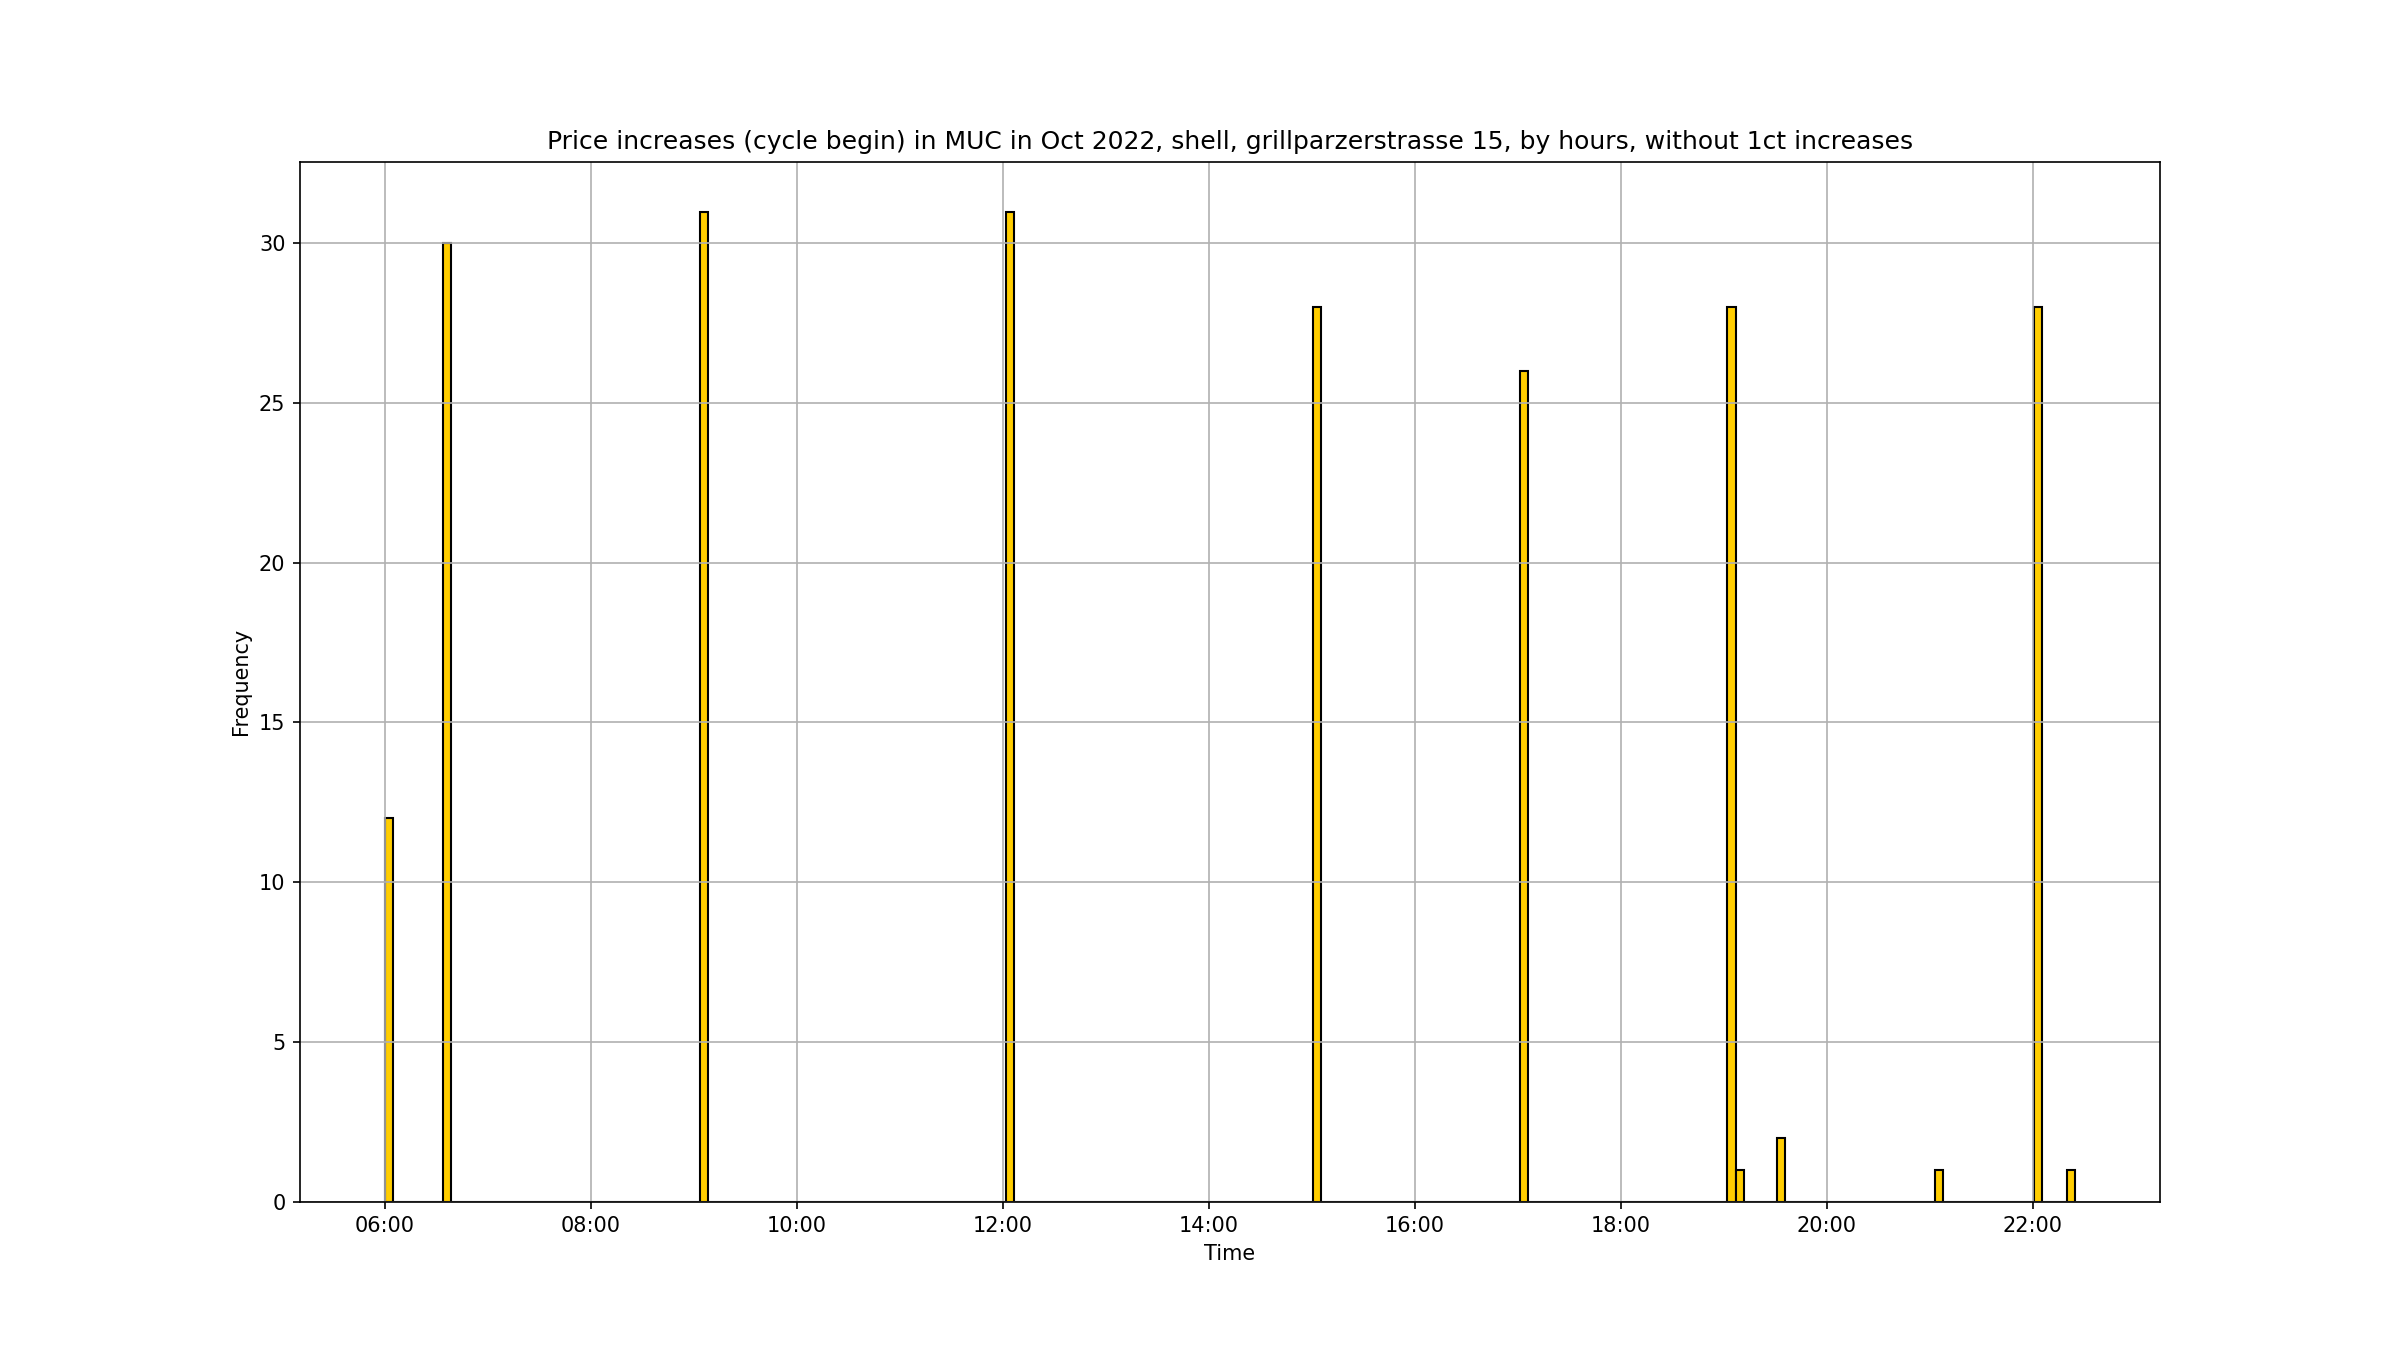 Price increases (cycle begin) in MUC in Oct 2022, shell, grillparzerstrasse 15, by hours, without 1ct increases
30
25
20
15
10
5
0
Frequency
06:00 08:00 10:00 12:00 14:00 16:00 18:00 20:00 22:00
Time